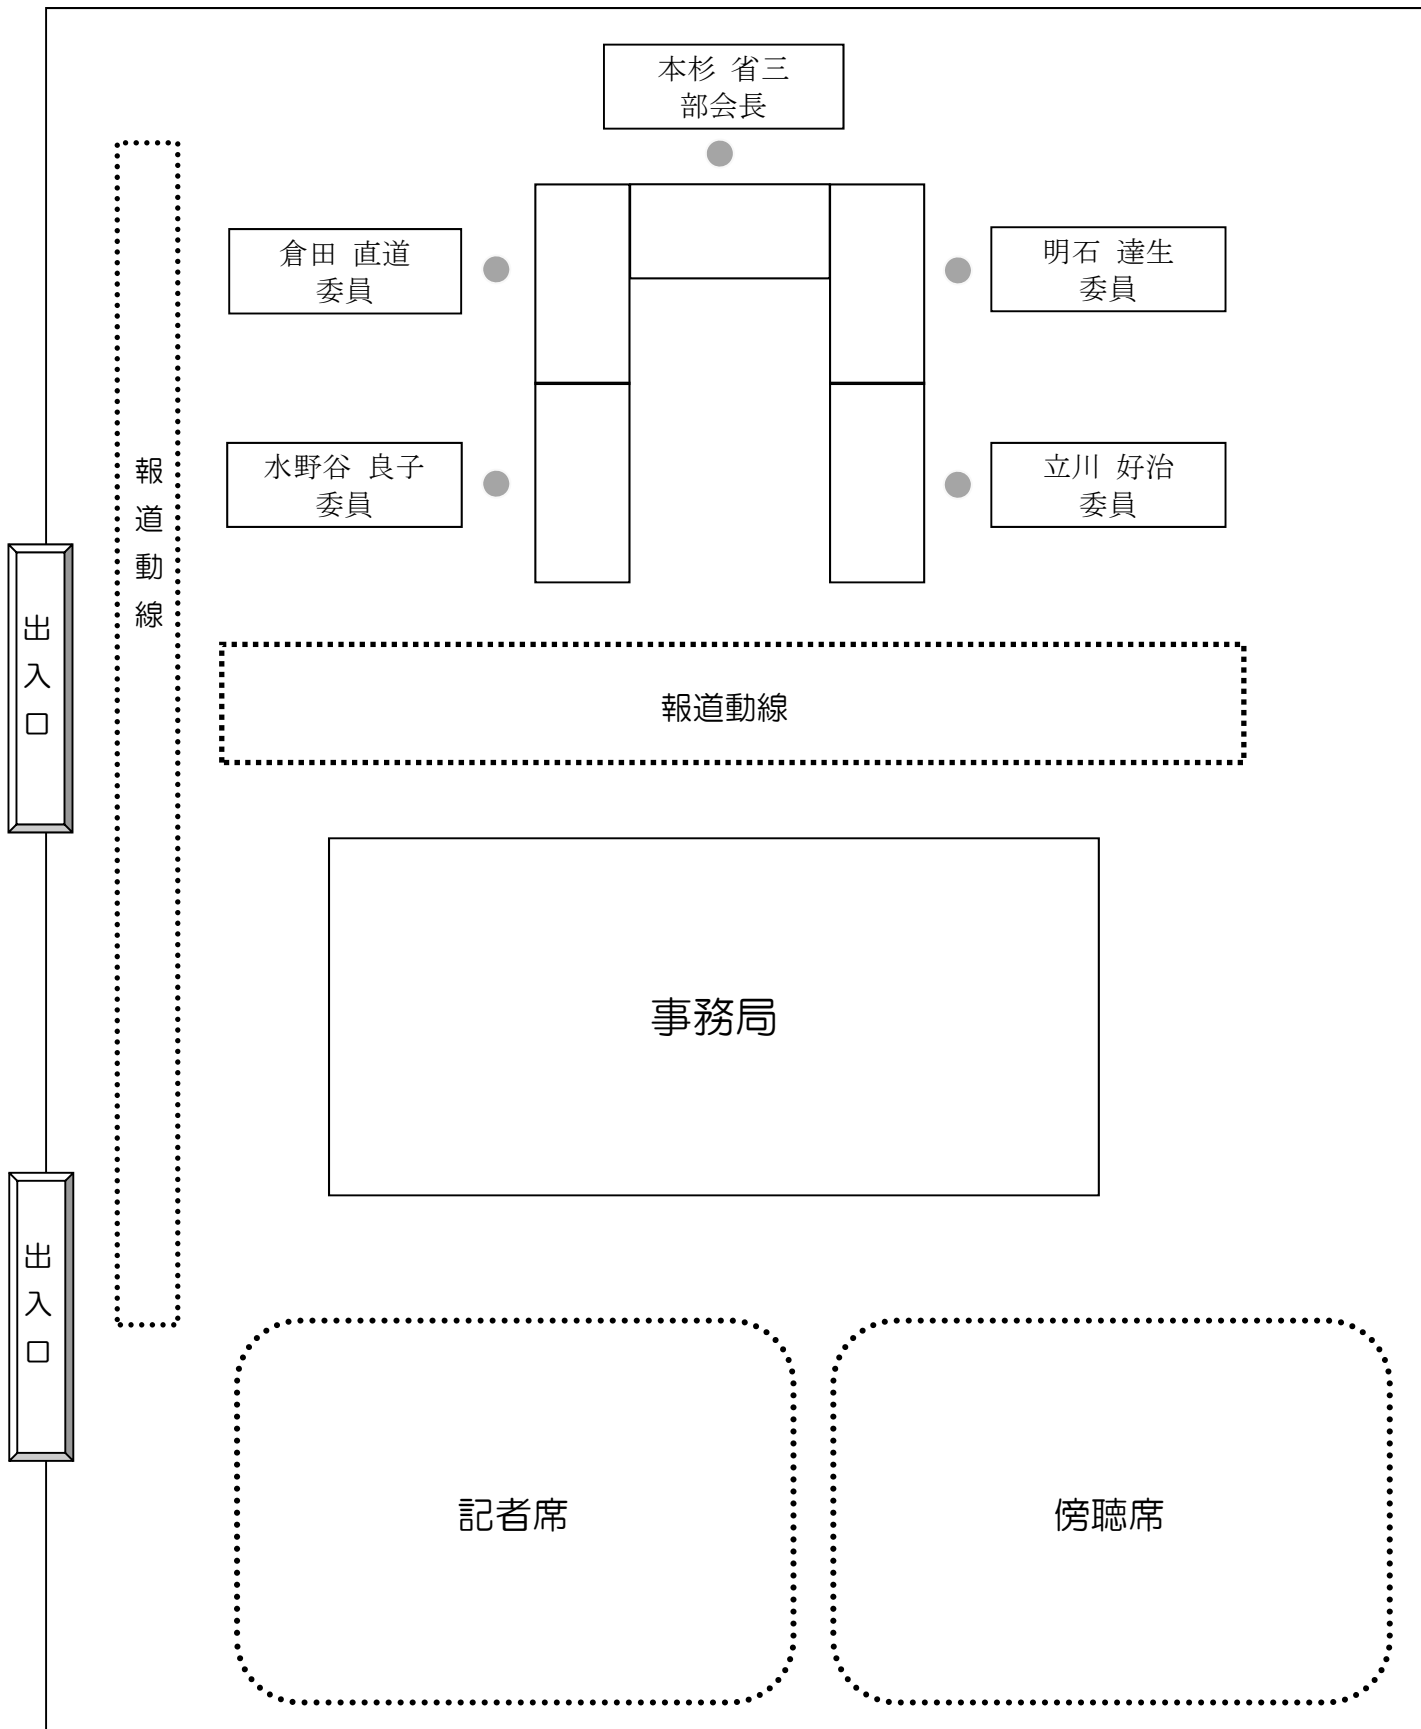 本杉 省三
部会長
倉田 直道
委員
明石 達生
委員
水野谷 良子
委員
立川 好治
委員
報道動線
出入口
報道動線
事務局
出入口
記者席
傍聴席